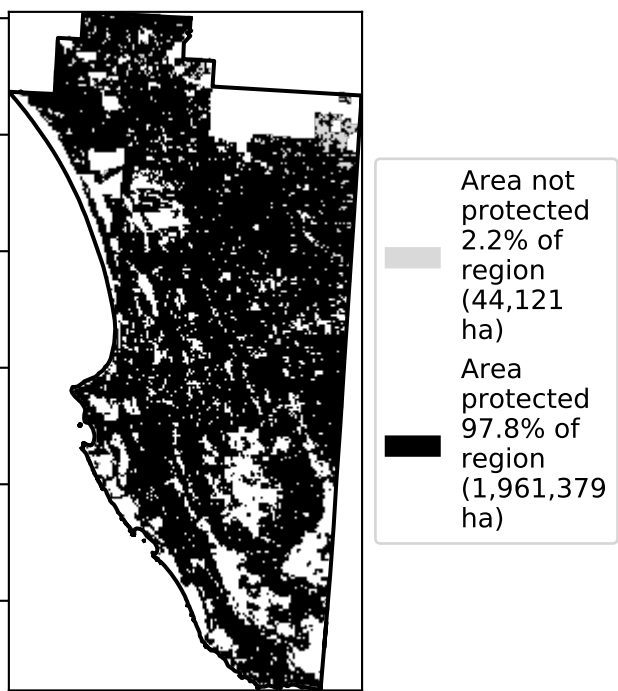 Area not
protected
2.2% of
region
(44,121
ha)
Area
protected
97.8% of
region
(1,961,379
ha)